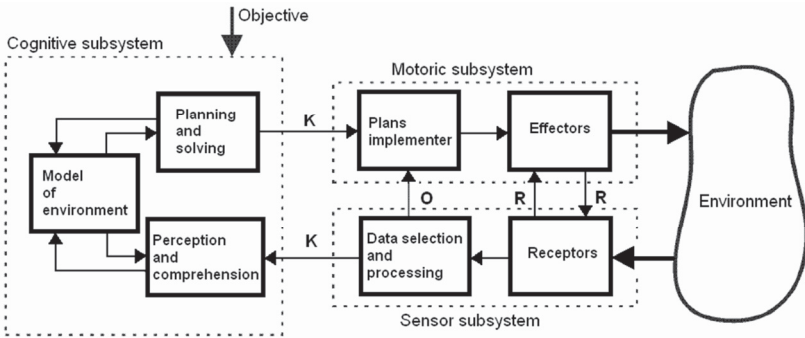 Objective
Cognitive subsystem
Motoric subsystem
Planning
and
solving
K
Plans
implementer
Effectors
Model
of
environment
Environment
O
R
R
Perception
and
comprehension
K
Data selection
and
processing
Receptors
Sensor subsystem